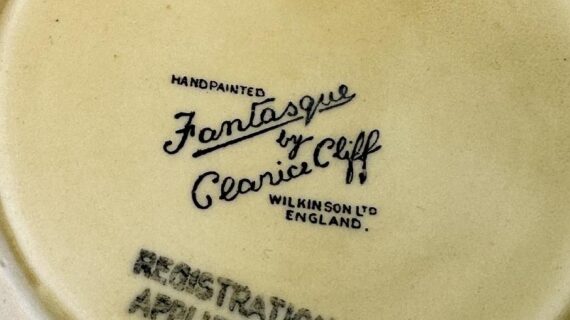 HANDPAINTED
Fantasque
by
Clarice Cliff
WILKINSON LTD
ENGLAND.
REGISTRATION